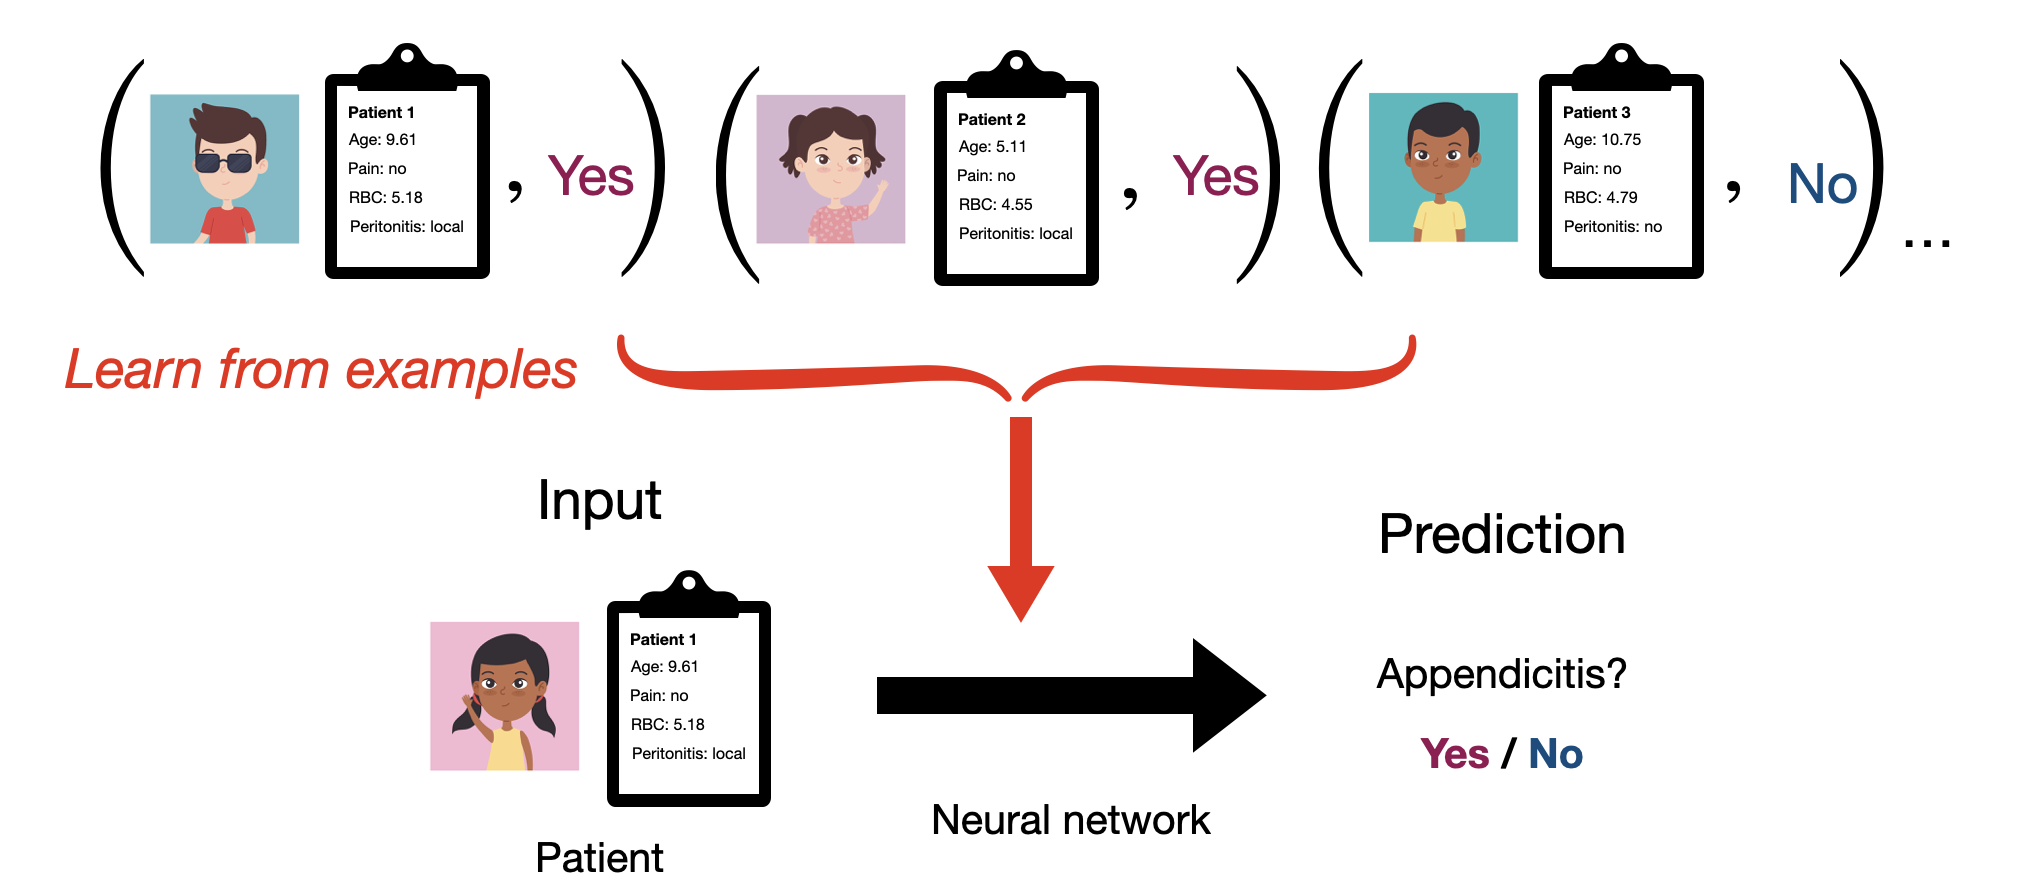 Patient 1
Age: 9.61
Pain: no
RBC: 5.18
Peritonitis: local
, Yes
Patient 2
Age: 5.11
Pain: no
RBC: 4.55
Peritonitis: local
, Yes
Patient 3
Age: 10.75
Pain: no
RBC: 4.79
Peritonitis: no
, No
...
Learn from examples
Input
Patient 1
Age: 9.61
Pain: no
RBC: 5.18
Peritonitis: local
Patient
Neural network
Prediction
Appendicitis?
Yes / No